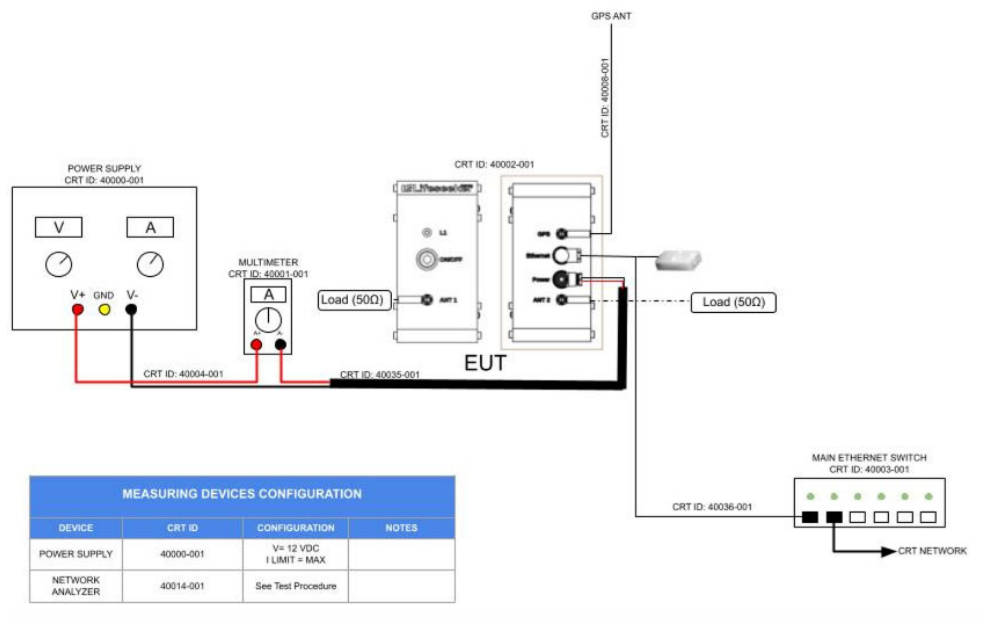 GPS ANT
CRT ID: 40008-001
CRT ID: 40002-001
POWER SUPPLY
CRT ID: 40000-001
V
A
V+
GND
V-
MULTIMETER
CRT ID: 40001-001
A
A+
A-
Lifeseeker
L1
ON/OFF
Load (50Ω)
ANT 1
GPS
Ethernet
Power
ANT 2
Load (50Ω)
EUT
CRT ID: 40004-001
CRT ID: 40035-001
MAIN ETHERNET SWITCH
CRT ID: 40003-001
CRT ID: 40036-001
CRT NETWORK
MEASURING DEVICES CONFIGURATION
DEVICE CRT ID CONFIGURATION NOTES
POWER SUPPLY 40000-001 V= 12 VDC
I LIMIT = MAX
NETWORK
ANALYZER 40014-001 See Test Procedure